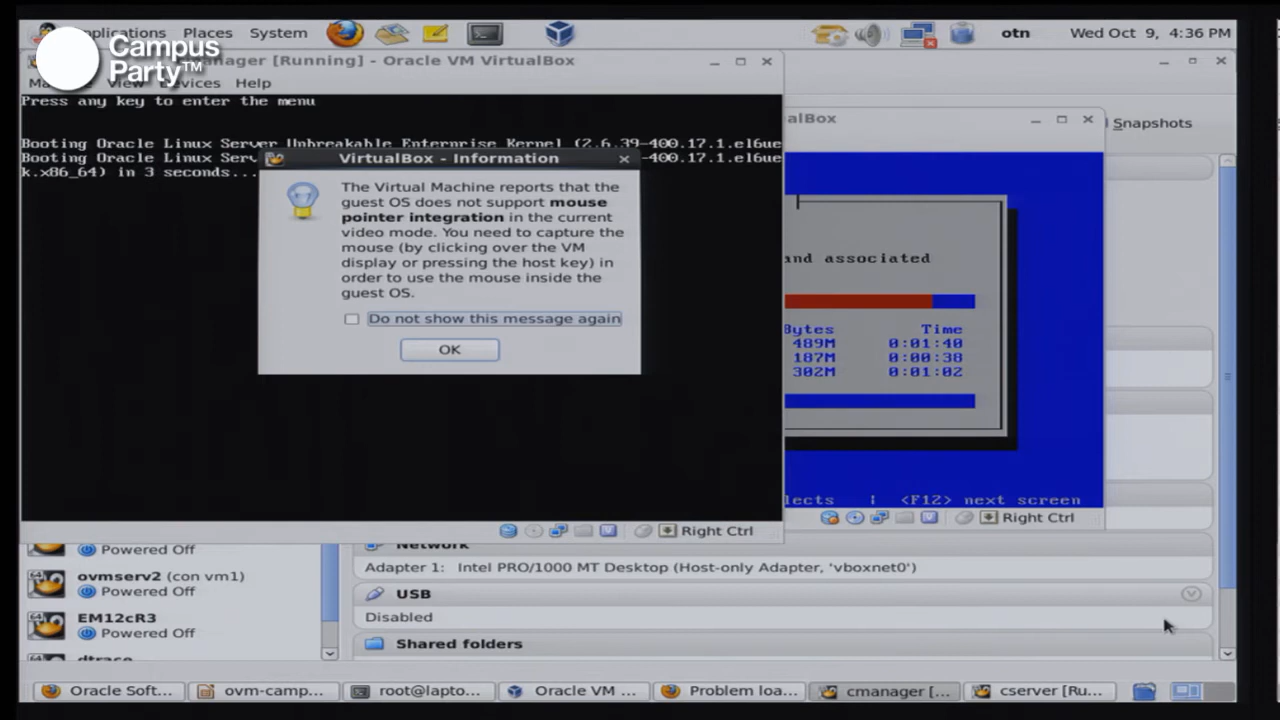 Campus
Party™
Applications Places System
otn
Wed Oct 9, 4:36 PM
manager [Running] - Oracle VM VirtualBox
View Devices Help
Press any key to enter the menu
Booting Oracle Linux Server Unbreakable Enterprise Kernel (2.6.39-400.17.1.el6ue
Booting Oracle Linux Serv
-400.17.1.el6ue
k.x86_64) in 3 seconds...
VirtualBox - Information
The Virtual Machine reports that the
guest OS does not support mouse
pointer integration in the current
video mode. You need to capture the
mouse (by clicking over the VM
display or pressing the host key) in
order to use the mouse inside the
guest OS.
Do not show this message again
OK
Right Ctrl
alBox
Snapshots
and associated
Bytes Time
489M 0:01:40
187M 0:00:38
302M 0:01:02
lects | <F12> next screen
Right Ctrl
Powered Off
ovmserv2 (con vm1)
Powered Off
EM12cR3
Powered Off
dtrace
Network
Adapter 1: Intel PRO/1000 MT Desktop (Host-only Adapter, 'vboxnet0')
USB
Disabled
Shared folders
Oracle Soft...
ovm-camp...
root@lapto...
Oracle VM ...
Problem loa...
cmanager [...
cserver [Ru...